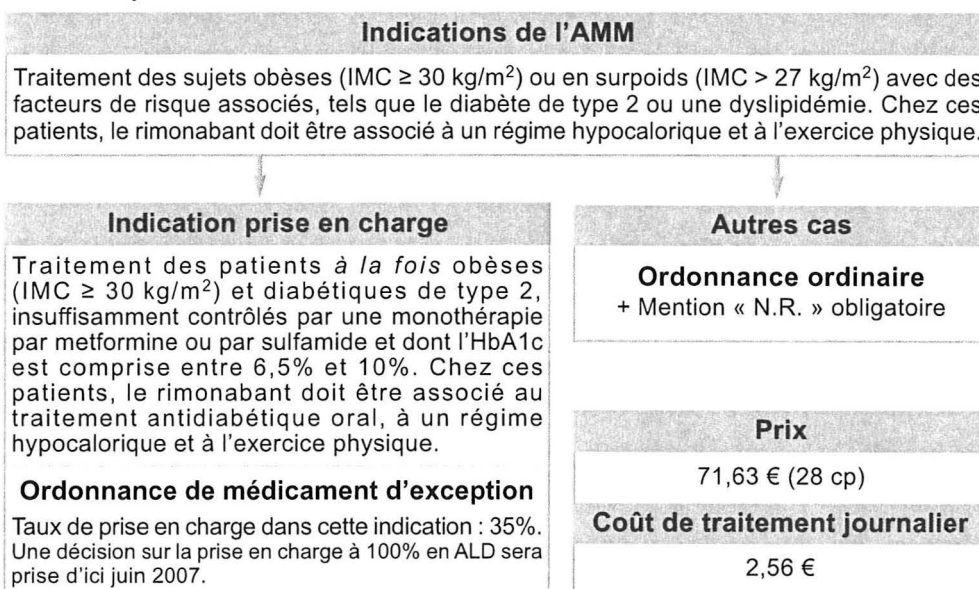 Indications de l'AMM
Traitement des sujets obèses (IMC ≥ 30 kg/m²) ou en surpoids (IMC > 27 kg/m²) avec des
facteurs de risque associés, tels que le diabète de type 2 ou une dyslipidémie. Chez ces
patients, le rimonabant doit être associé à un régime hypocalorique et à l'exercice physique.
Indication prise en charge
Traitement des patients à la fois obèses
(IMC ≥ 30 kg/m²) et diabétiques de type 2,
insuffisamment contrôlés par une monothérapie
par metformine ou par sulfamide et dont l'HbA1c
est comprise entre 6,5% et 10%. Chez ces
patients, le rimonabant doit être associé au
traitement antidiabétique oral, à un régime
hypocalorique et à l'exercice physique.
Ordonnance de médicament d'exception
Taux de prise en charge dans cette indication : 35%.
Une décision sur la prise en charge à 100% en ALD sera
prise d'ici juin 2007.
Autres cas
Ordonnance ordinaire
+ Mention « N.R. » obligatoire
Prix
71,63 € (28 cp)
Coût de traitement journalier
2,56 €